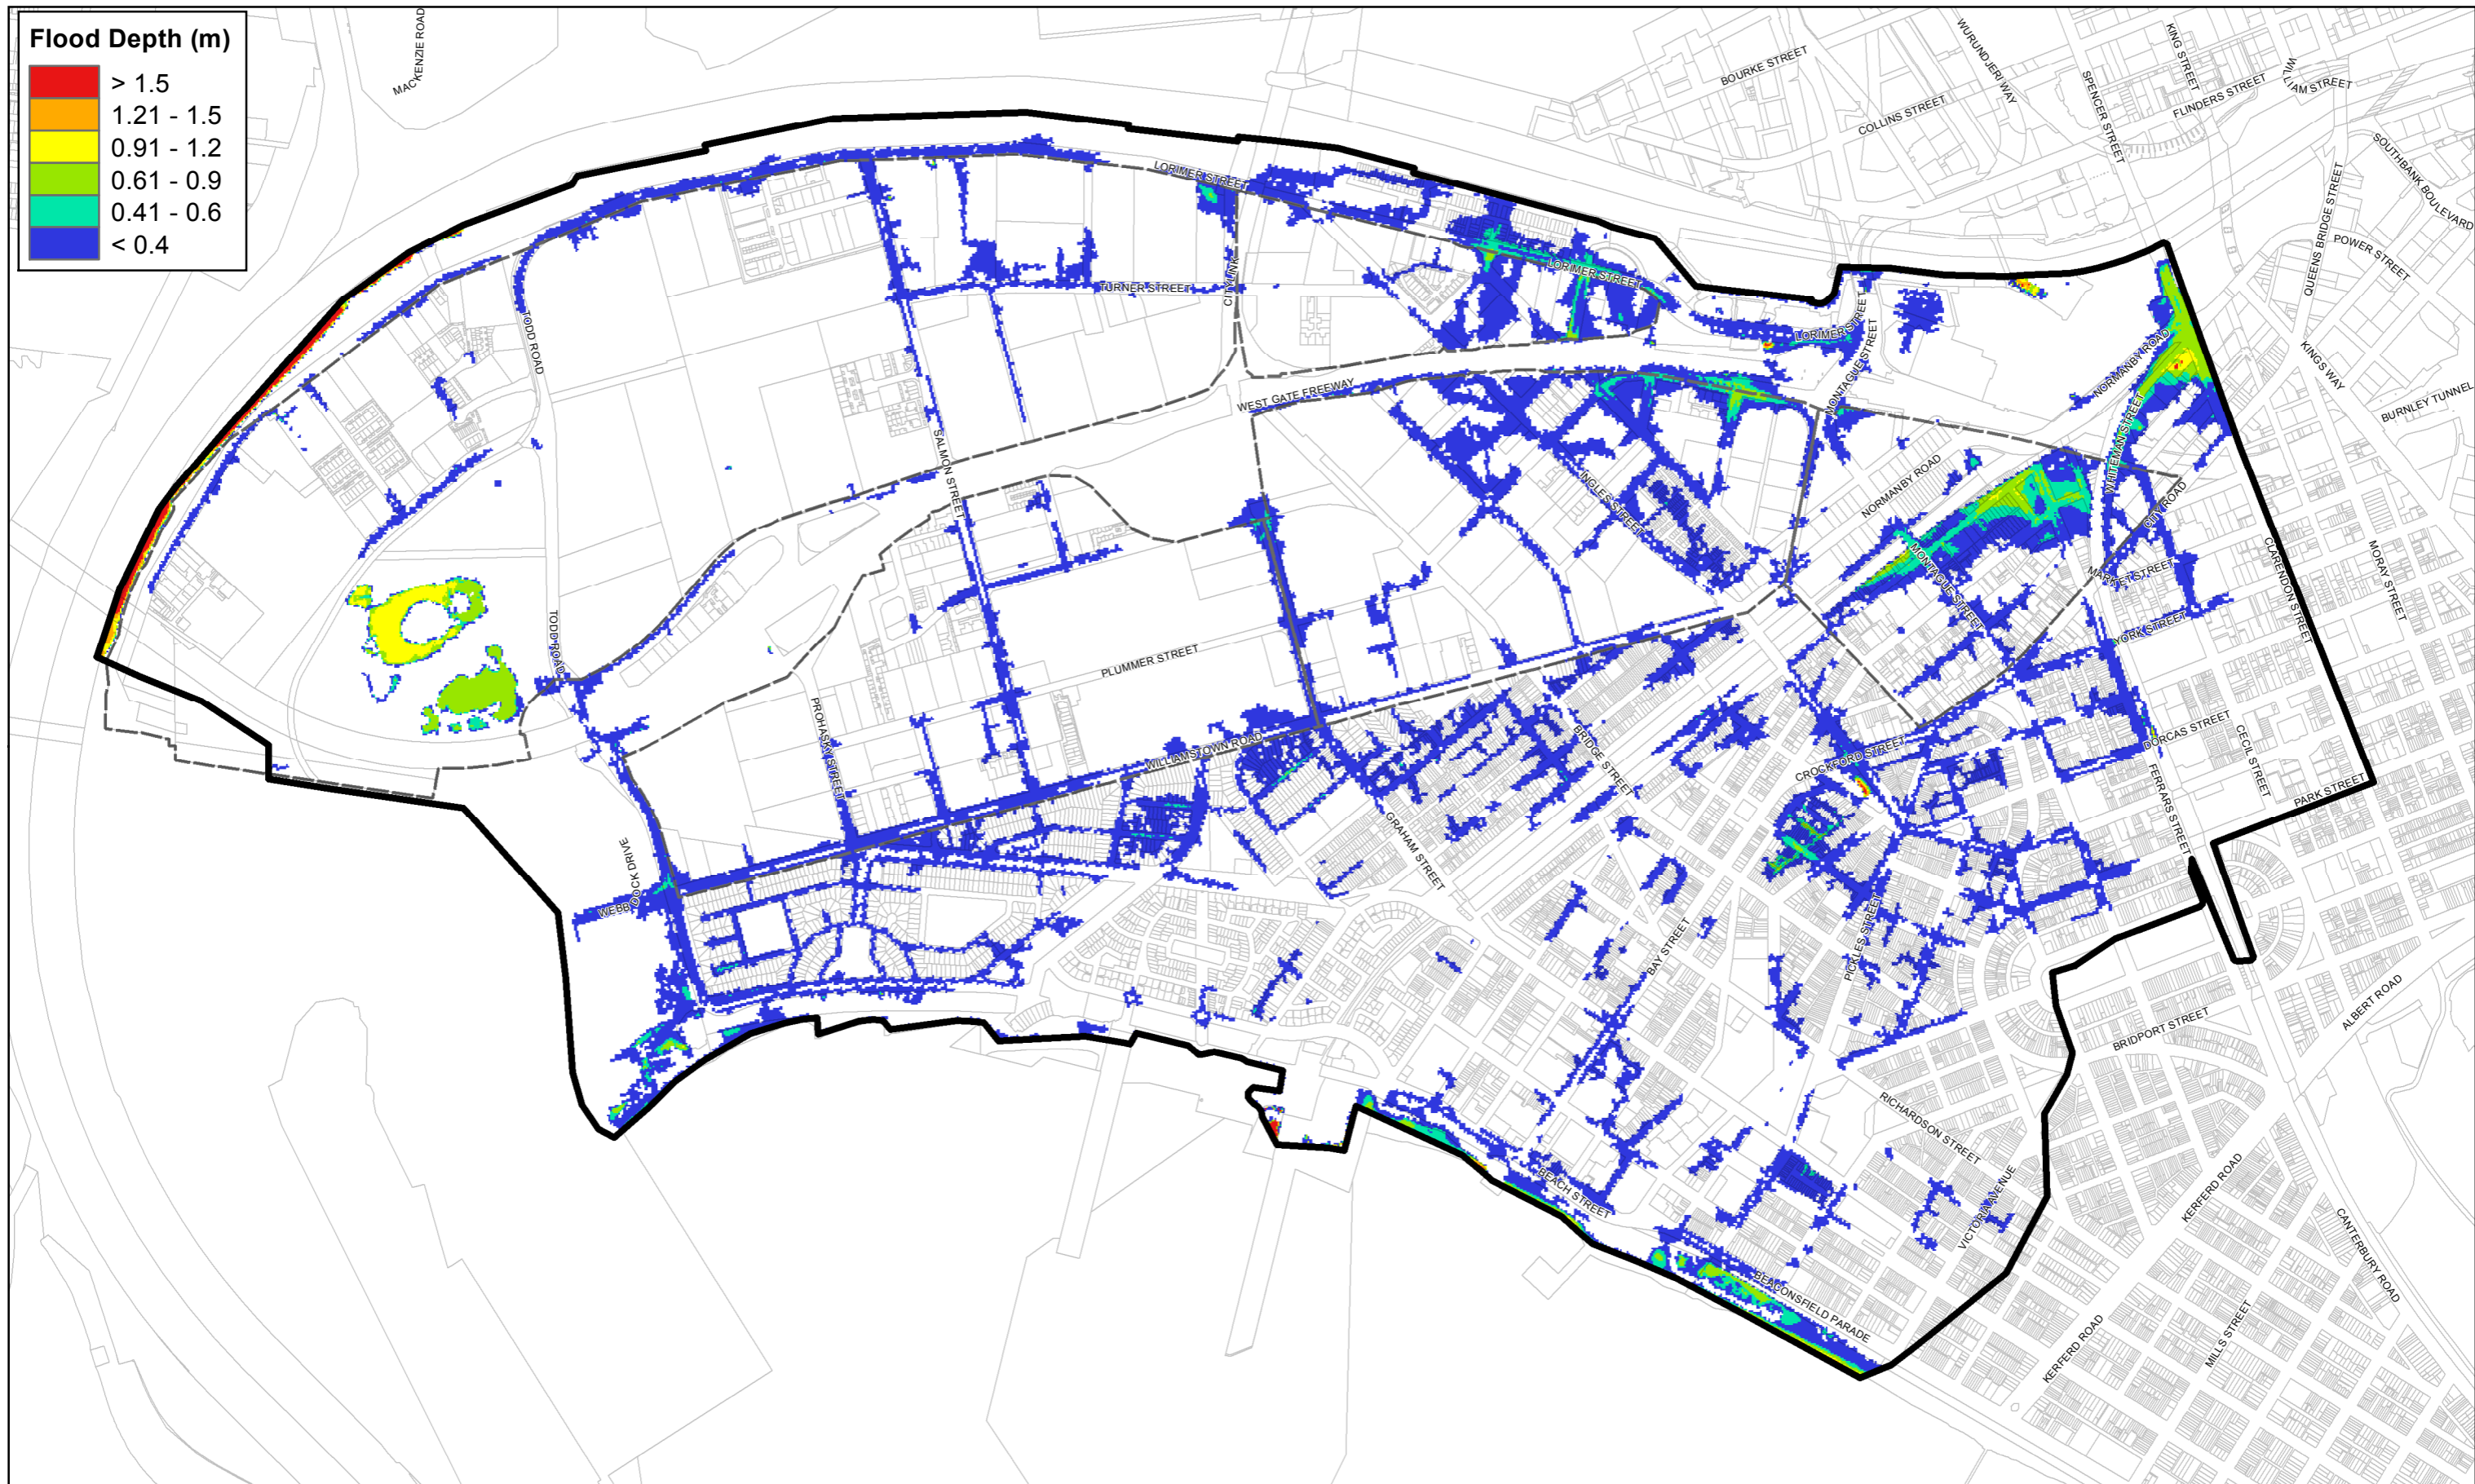 Flood Depth (m)
> 1.5
1.21 - 1.5
0.91 - 1.2
0.61 - 0.9
0.41 - 0.6
< 0.4
MACKENZIE ROAD
BOURKE STREET
WURUNDJERI WAY
KING STREET
WILLIAM STREET
COLLINS STREET
SPENCER STREET
FLINDERS STREET
SOUTHBANK BOULEVARD
QUEENS BRIDGE STREET
POWER STREET
LORIMER STREET
LORIMER STREET
CITYLINK
TURNER STREET
LORIMER STREET
MONTAGUE STREET
NORMANBY ROAD
KINGS WAY
BURNLEY TUNNEL
TODD ROAD
WEST GATE FREEWAY
SALMON STREET
INGLES STREET
NORMANBY ROAD
WHITEMAN STREET
CITY ROAD
MONTAGUE STREET
MARKET STREET
CLARENDON STREET
MORAY STREET
YORK STREET
TODD ROAD
PLUMMER STREET
PROHASKY STREET
WILLIAMSTOWN ROAD
BRIDGE STREET
CROCKFORD STREET
DORCAS STREET
CECIL STREET
FERRARS STREET
PARK STREET
GRAHAM STREET
WEBB DOCK DRIVE
PICKLES STREET
BAY STREET
ALBERT ROAD
BRIDPORT STREET
RICHARDSON STREET
BEACH STREET
VICTORIA AVENUE
KERFERD ROAD
CANTERBURY ROAD
BEACONSFIELD PARADE
KERFERD ROAD
MILLS STREET